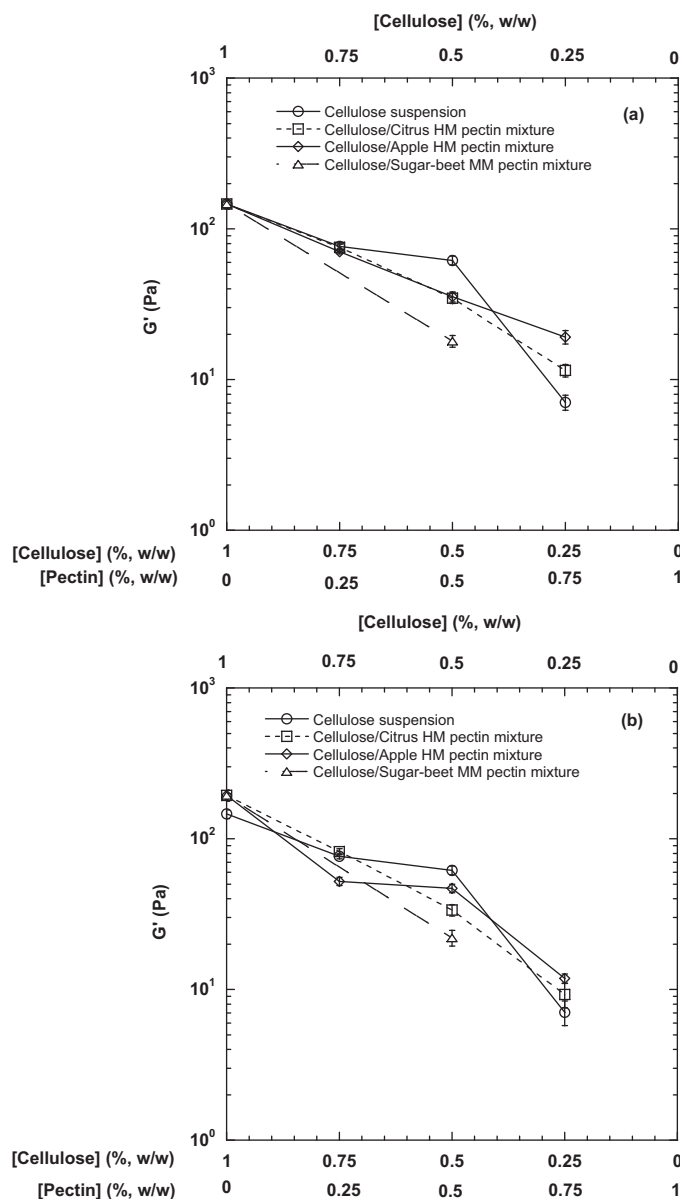 [Cellulose] (%, w/w)
1 0.75 0.5 0.25 0
10³
Cellulose suspension (a)
Cellulose/Citrus HM pectin mixture
Cellulose/Apple HM pectin mixture
Cellulose/Sugar-beet MM pectin mixture
10²
G' (Pa)
10¹
10⁰
[Cellulose] (%, w/w) 1 0.75 0.5 0.25 0
[Pectin] (%, w/w) 0 0.25 0.5 0.75 1
[Cellulose] (%, w/w)
1 0.75 0.5 0.25 0
10³
Cellulose suspension (b)
Cellulose/Citrus HM pectin mixture
Cellulose/Apple HM pectin mixture
Cellulose/Sugar-beet MM pectin mixture
10²
G' (Pa)
10¹
10⁰
[Cellulose] (%, w/w) 1 0.75 0.5 0.25 0
[Pectin] (%, w/w) 0 0.25 0.5 0.75 1